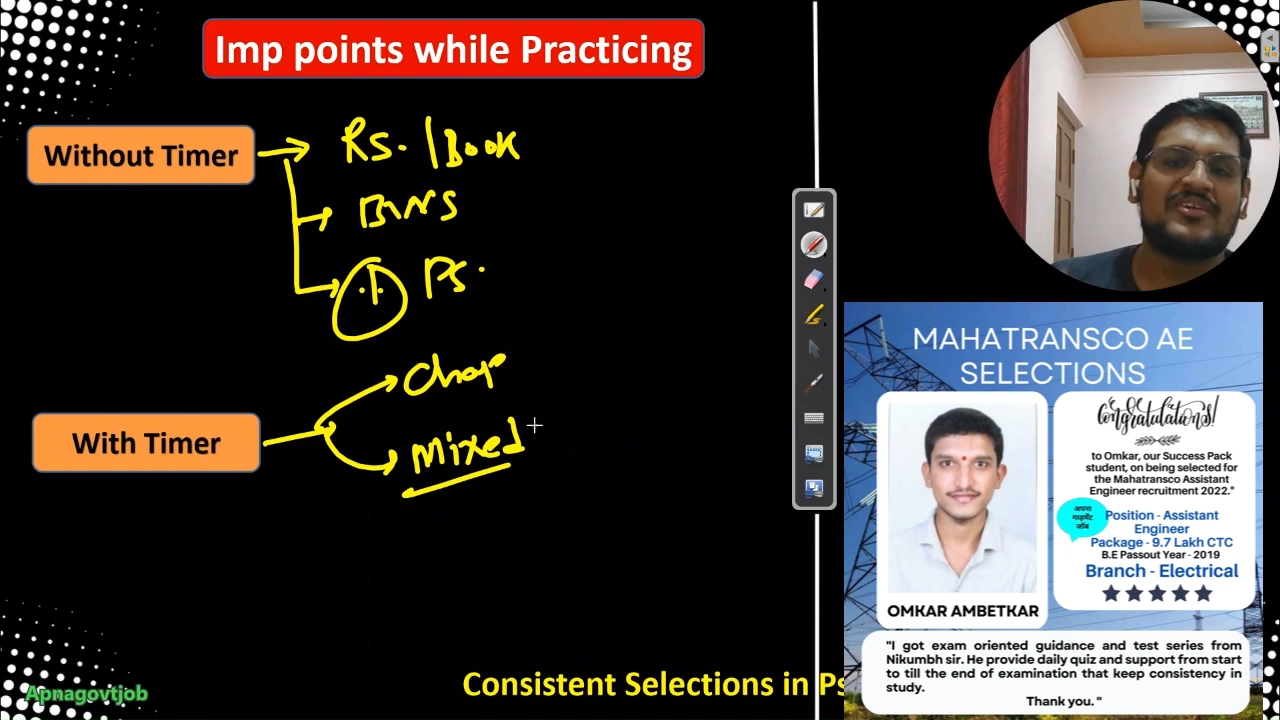 Imp points while Practicing
Without Timer
Rs. / Book
With Timer
Chap
Mixed
Consistent Selections in Ps
Apnagovtjob
MAHATRANSCO AE
SELECTIONS
OMKAR AMBETKAR
Congratulations!
to Omkar, our Success Pack
student, on being selected for
the Mahatransco Assistant
Engineer recruitment 2022."
अपना
गव्हर्मेंट
जॉब
Position - Assistant
Engineer
Package - 9.7 Lakh CTC
B.E Passout Year - 2019
Branch - Electrical
"I got exam oriented guidance and test series from
Nikumbh sir. He provide daily quiz and support from start
to till the end of examination that keep consistency in
study.
Thank you. "